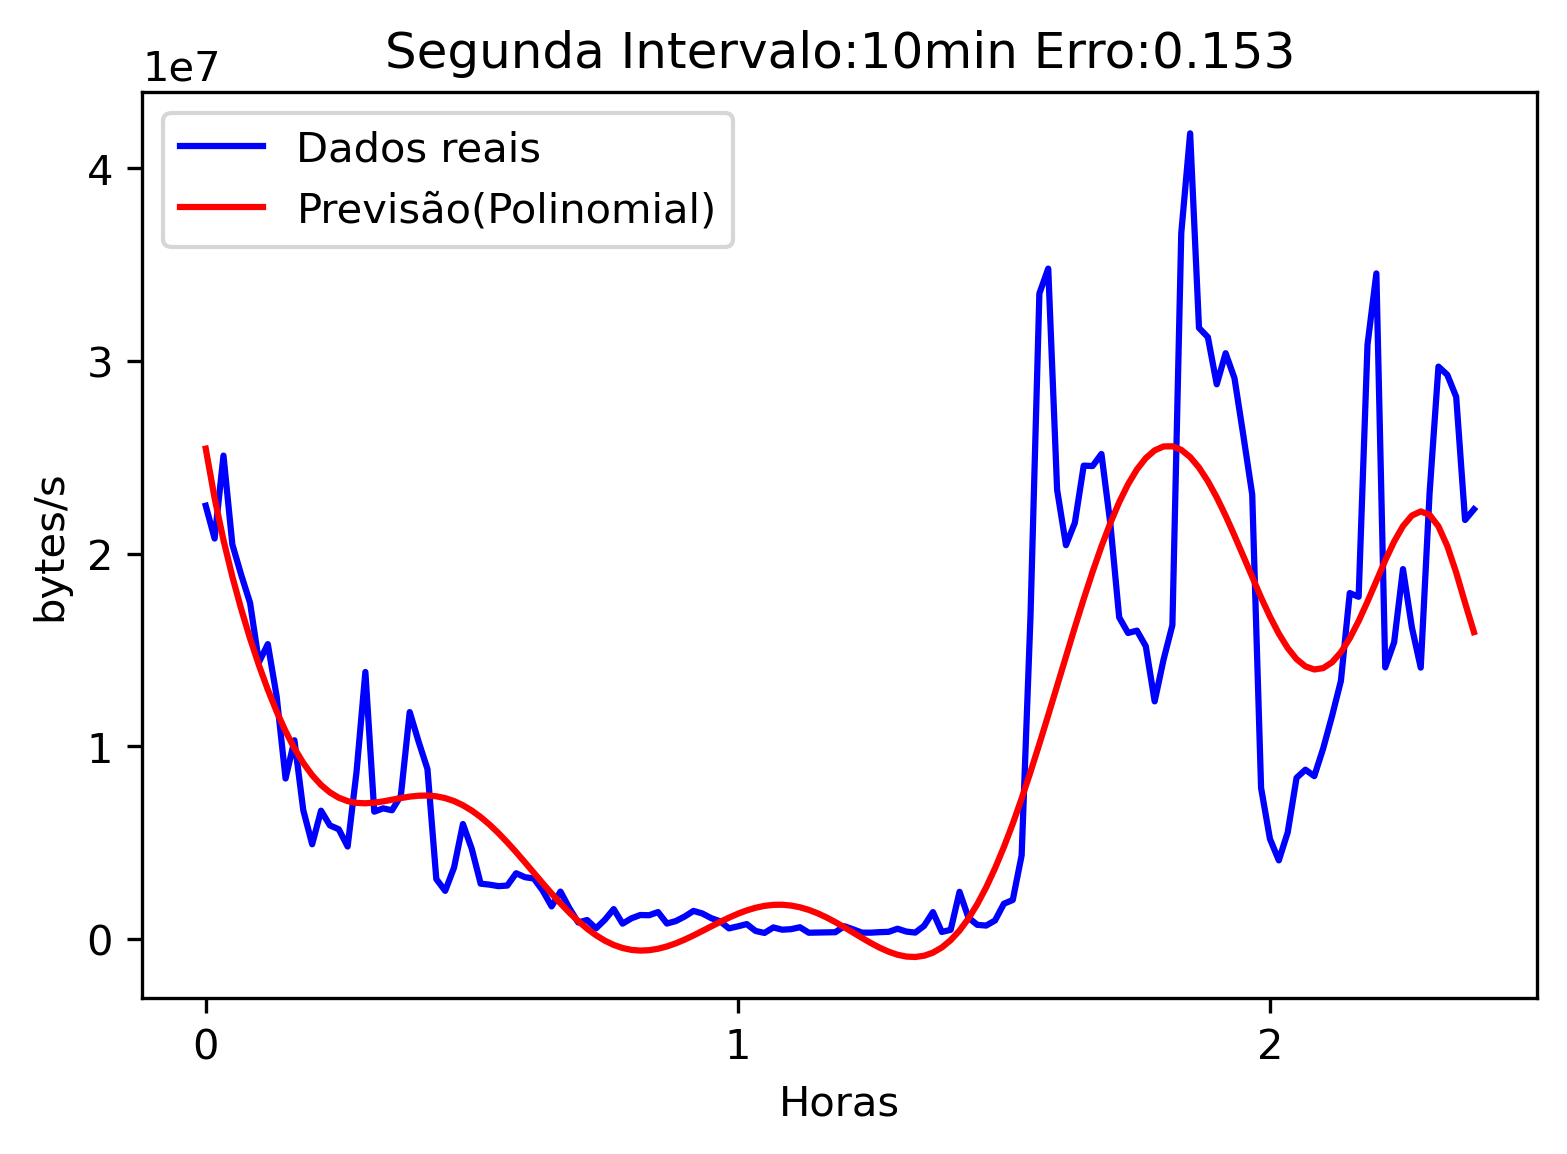 Segunda Intervalo:10min Erro:0.153
1e7
Dados reais
Previsão(Polinomial)
4
3
2
1
0
bytes/s
0 1 2
Horas